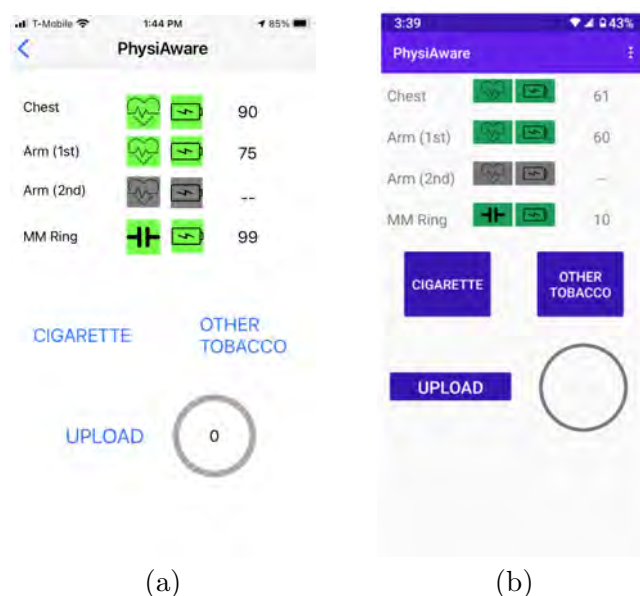 T-Mobile 1:44 PM 85%
PhysiAware
Chest 90
Arm (1st) 75
Arm (2nd) --
MM Ring 99
CIGARETTE OTHER
TOBACCO
UPLOAD 0
(a)
3:39 43%
PhysiAware
Chest 61
Arm (1st) 60
Arm (2nd) --
MM Ring 10
CIGARETTE OTHER
TOBACCO
UPLOAD
(b)